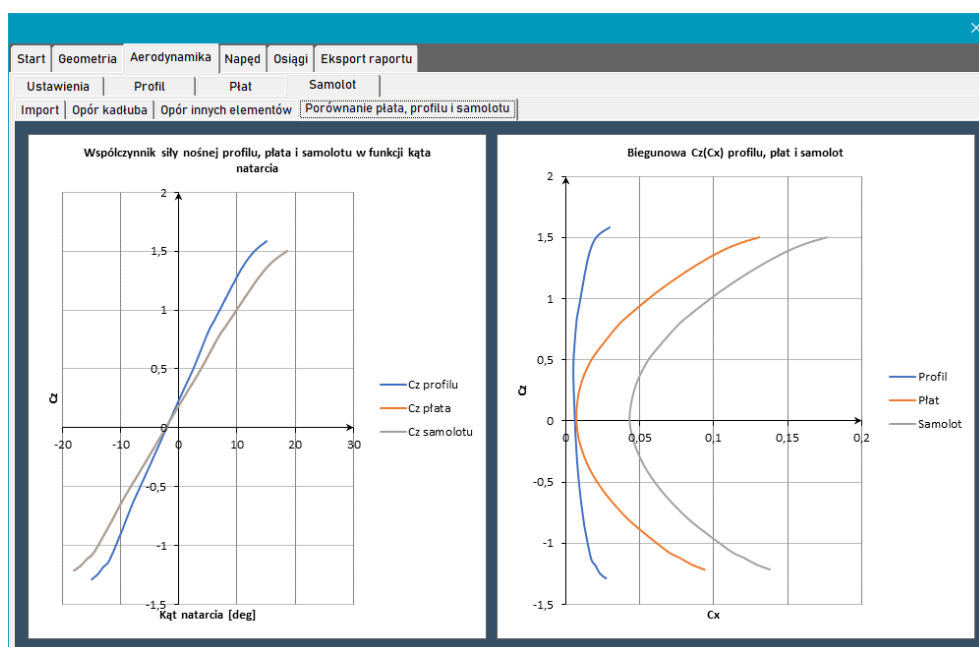 ×
Start Geometria Aerodynamika Napęd Osiągi Eksport raportu
Ustawienia Profil Płat Samolot
Import Opór kadłuba Opór innych elementów Porównanie płata, profilu i samolotu
Współczynnik siły nośnej profilu, płata i samolotu w funkcji kąta
natarcia
2
1,5
1
0,5
0
-0,5
-1
-1,5
-20 -10 0 10 20 30
Cz
Kąt natarcia [deg]
Cz profilu
Cz płata
Cz samolotu
Biegunowa Cz(Cx) profilu, płat i samolot
2
1,5
1
0,5
0
-0,5
-1
-1,5
0 0,05 0,1 0,15 0,2
Cz
Cx
Profil
Płat
Samolot